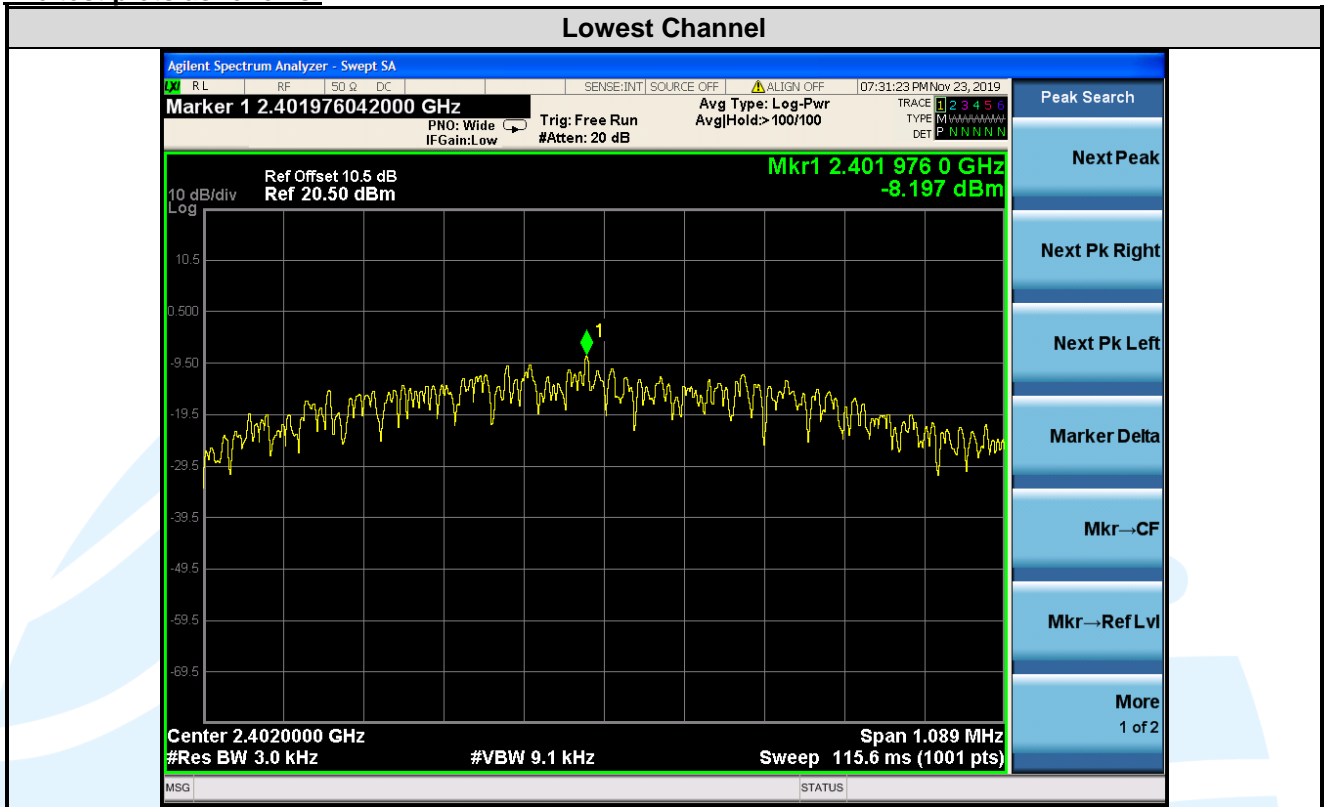 Lowest Channel
Agilent Spectrum Analyzer - Swept SA
LXI RL RF 50 Ω DC SENSE:INT SOURCE OFF ALIGN OFF 07:31:23 PM Nov 23, 2019
Marker 1 2.401976042000 GHz
PNO: Wide
IFGain:Low
Trig: Free Run
#Atten: 20 dB
Avg Type: Log-Pwr
Avg|Hold:>100/100
TRACE 1 2 3 4 5 6
TYPE M WWWWW
DET P N N N N N
Peak Search
Mkr1 2.401 976 0 GHz
-8.197 dBm
Ref Offset 10.5 dB
10 dB/div Ref 20.50 dBm
Log
10.5
0.500
-9.50
-19.5
-29.5
-39.5
-49.5
-59.5
-69.5
1
Center 2.4020000 GHz Span 1.089 MHz
#Res BW 3.0 kHz #VBW 9.1 kHz Sweep 115.6 ms (1001 pts)
MSG STATUS
Next Peak
Next Pk Right
Next Pk Left
Marker Delta
Mkr→CF
Mkr→Ref Lvl
More
1 of 2